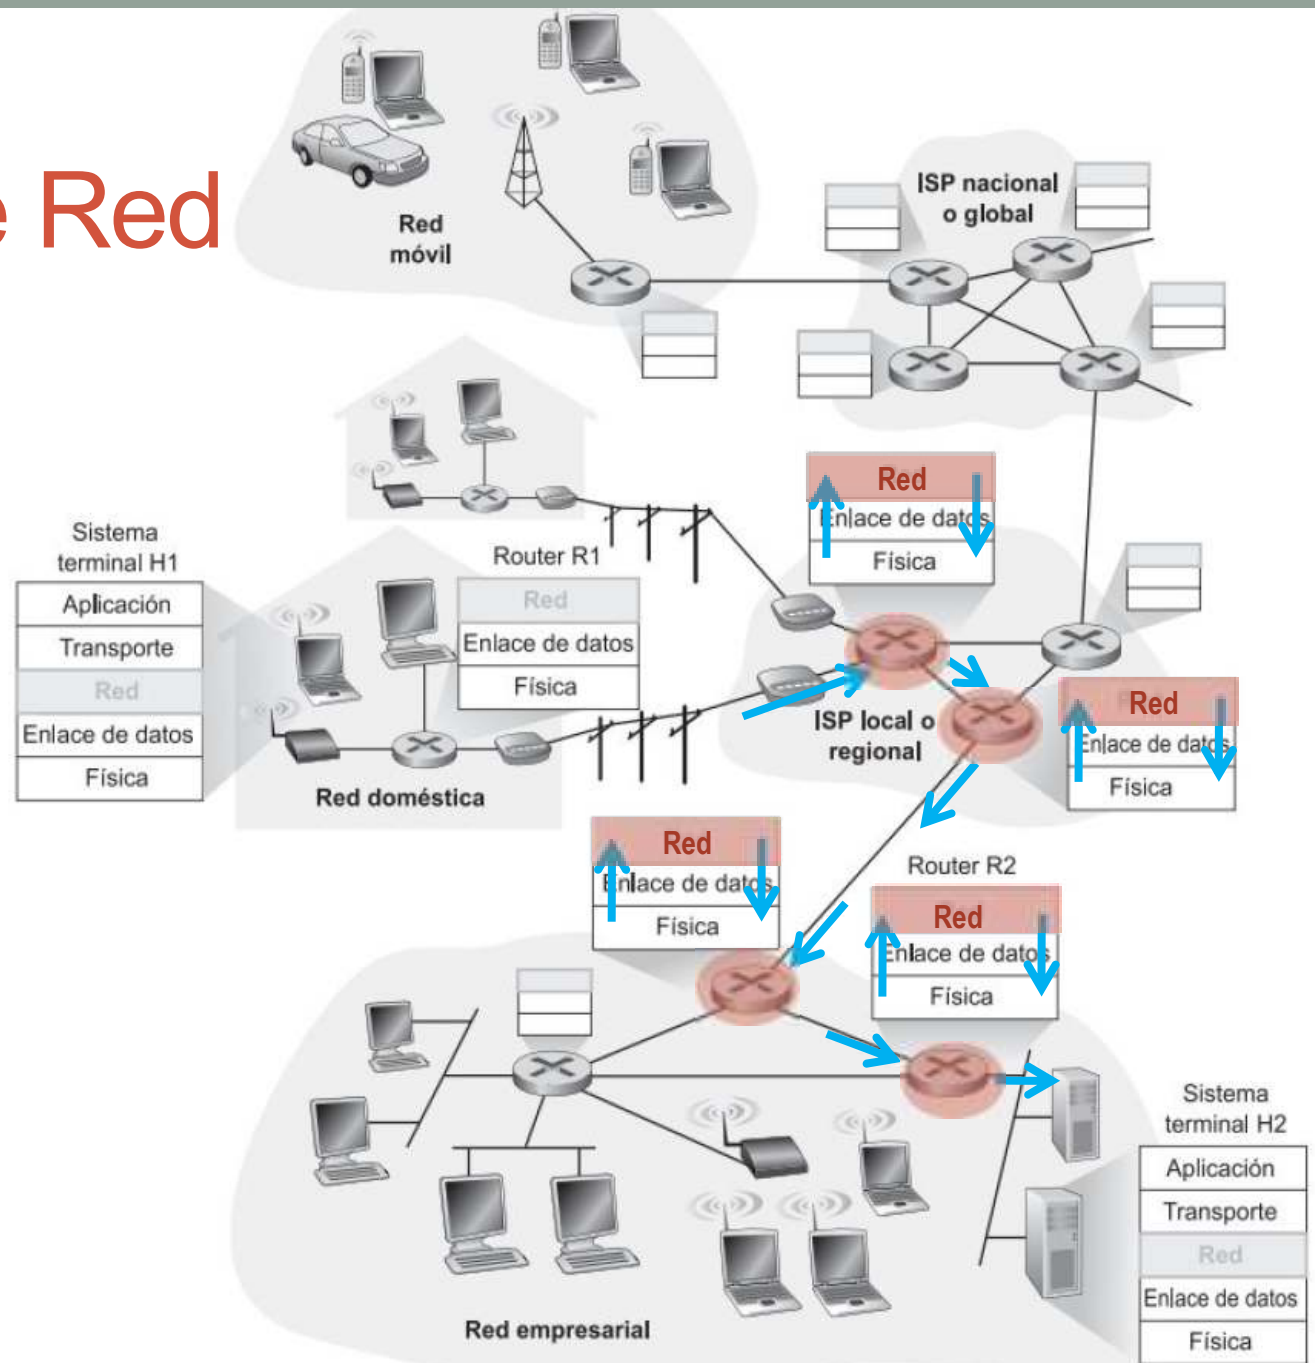 e Red
Red
móvil
ISP nacional
o global
Red
Enlace de datos
Física
Sistema
terminal H1
Aplicación
Transporte
Red
Enlace de datos
Física
Router R1
Red
Enlace de datos
Física
Red doméstica
ISP local o
regional
Red
Enlace de datos
Física
Red
Enlace de datos
Física
Router R2
Red
Enlace de datos
Física
Sistema
terminal H2
Aplicación
Transporte
Red
Enlace de datos
Física
Red empresarial